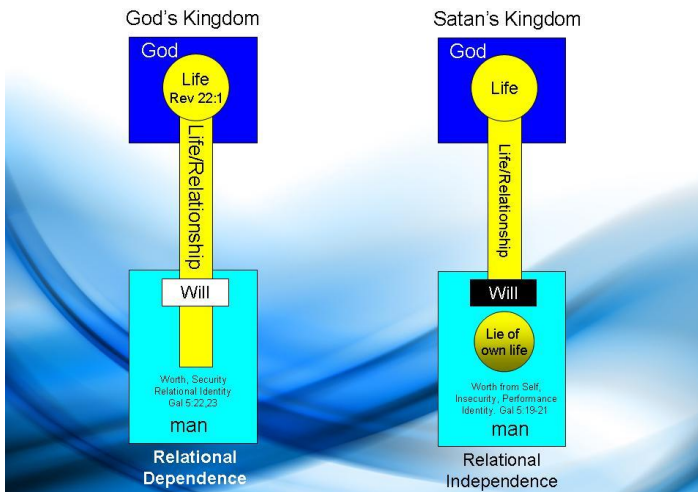 God's Kingdom
God
Life
Rev 22:1
Life/Relationship
Will
Worth, Security
Relational Identity
Gal 5:22,23
man
Relational
Dependence
Satan's Kingdom
God
Life
Life/Relationship
Will
Lie of
own life
Worth from Self,
Insecurity, Performance
Identity. Gal 5:19-21
man
Relational
Independence